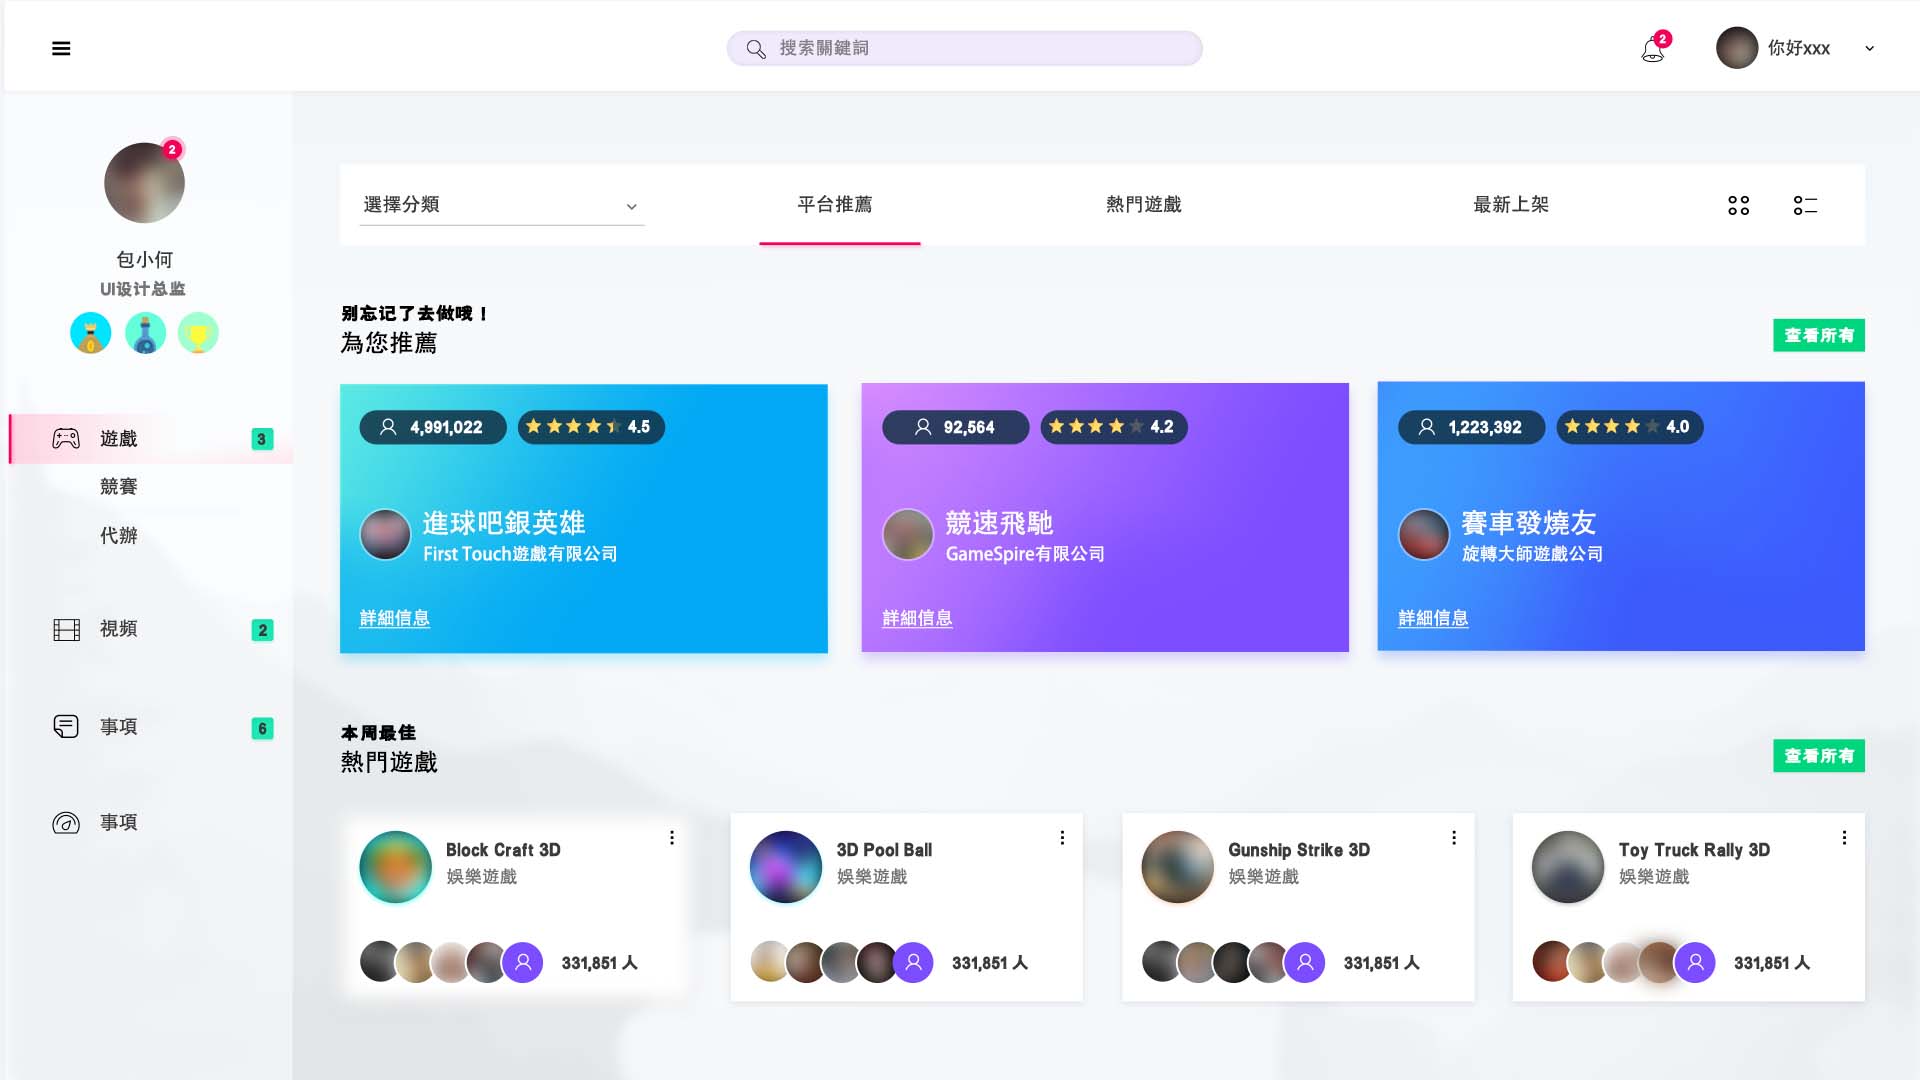 搜索關鍵詞
2
你好xxx
2
包小何
UI设计总监
遊戲 3
競賽
代辦
視頻 2
事項 6
事項
選擇分類
平台推薦
熱門遊戲
最新上架
别忘记了去做哦！
為您推薦
查看所有
4,991,022 4.5
進球吧銀英雄
First Touch遊戲有限公司
詳細信息
92,564 4.2
競速飛馳
GameSpire有限公司
詳細信息
1,223,392 4.0
賽車發燒友
旋轉大師遊戲公司
詳細信息
本周最佳
熱門遊戲
查看所有
Block Craft 3D
娛樂遊戲
331,851 人
3D Pool Ball
娛樂遊戲
331,851 人
Gunship Strike 3D
娛樂遊戲
331,851 人
Toy Truck Rally 3D
娛樂遊戲
331,851 人